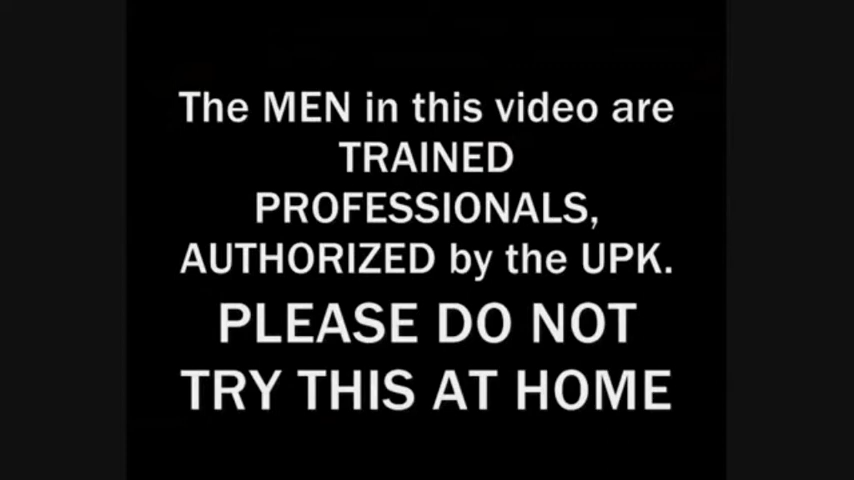 The MEN in this video are
TRAINED
PROFESSIONALS,
AUTHORIZED by the UPK.
PLEASE DO NOT
TRY THIS AT HOME